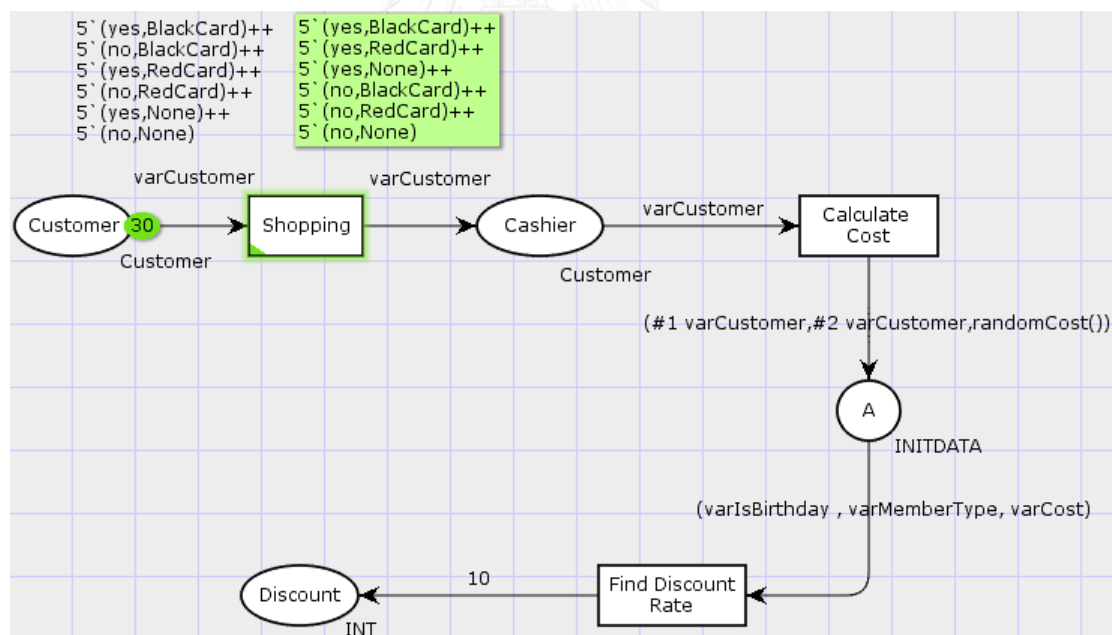 5`(yes,BlackCard)++
5`(no,BlackCard)++
5`(yes,RedCard)++
5`(no,RedCard)++
5`(yes,None)++
5`(no,None)
5`(yes,BlackCard)++
5`(yes,RedCard)++
5`(yes,None)++
5`(no,BlackCard)++
5`(no,RedCard)++
5`(no,None)
varCustomer
varCustomer
varCustomer
Customer
30
Shopping
Cashier
Calculate
Cost
Customer
Customer
(#1 varCustomer,#2 varCustomer,randomCost())
A
INITDATA
(varIsBirthday , varMemberType, varCost)
10
Discount
Find Discount
Rate
INT